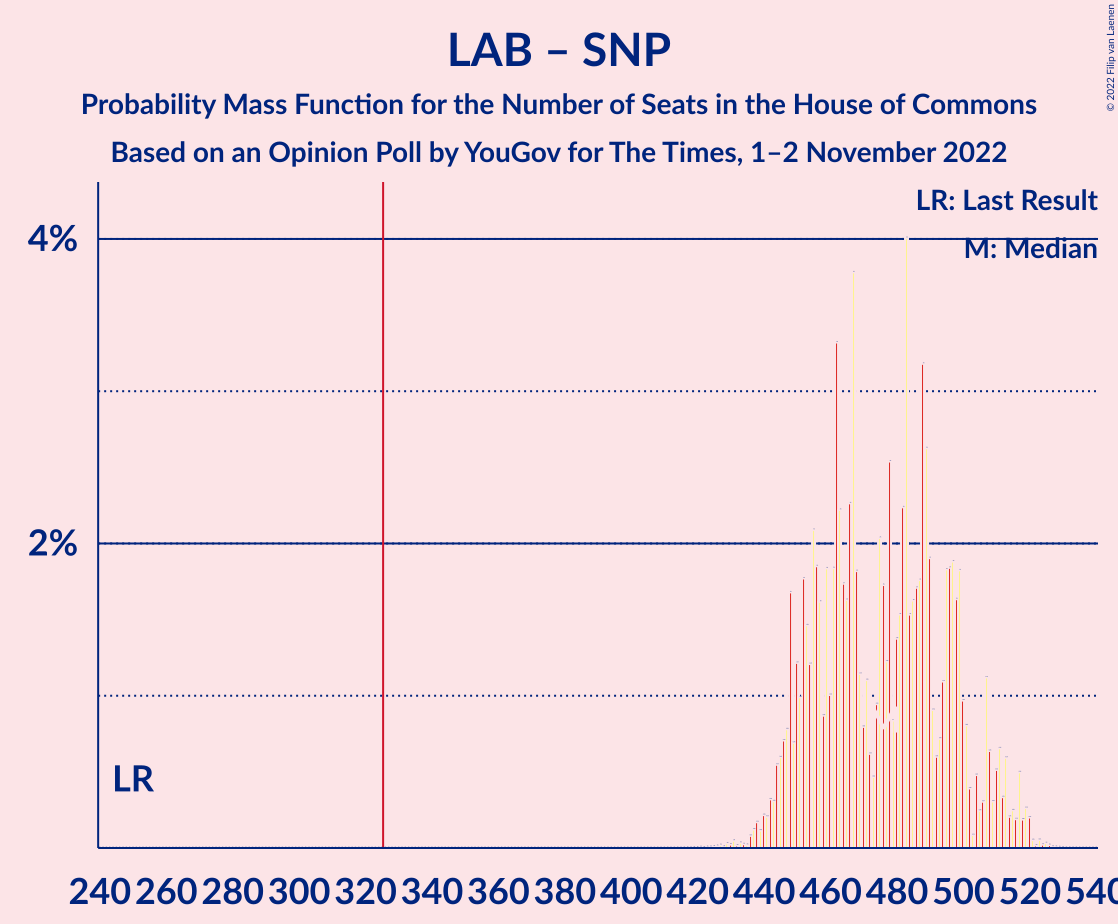 LAB – SNP
Probability Mass Function for the Number of Seats in the House of Commons
Based on an Opinion Poll by YouGov for The Times, 1–2 November 2022
© 2022 Filip van Laenen
LR: Last Result
M: Median
4%
2%
LR
240 260 280 300 320 340 360 380 400 420 440 460 480 500 520 540